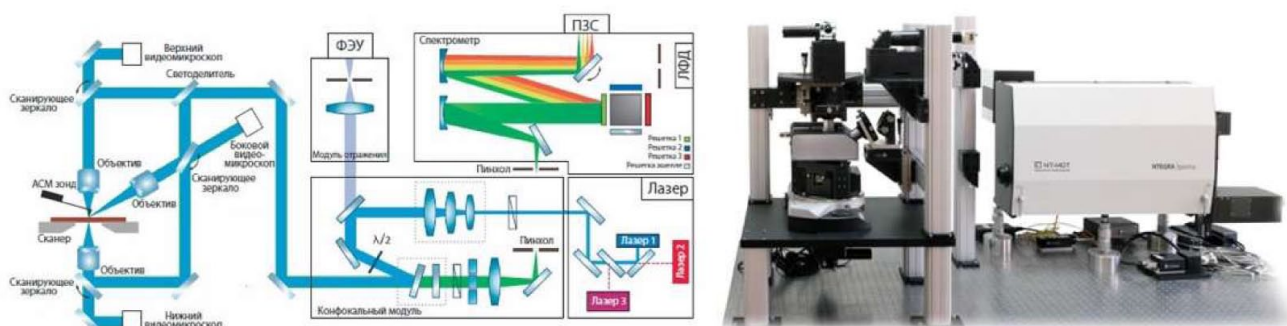 Верхний
видеомикроскоп
Светоделитель
Сканирующее
зеркало
Объектив
Боковой
видео-
микроскоп
Сканирующее
зеркало
АСМ зонд
Объектив
Сканер
Объектив
Сканирующее
зеркало
Нижний
видеомикроскоп
ФЭУ
Модуль отражения
ПЗС
Спектрометр
ЛФД
Решетка 1
Решетка 2
Решетка 3
Решетка эшелле
Пинхол
λ/2
Пинхол
Конфокальный модуль
Лазер
Лазер 1
Лазер 2
Лазер 3
NT-MDT
NTEGRA Spectra